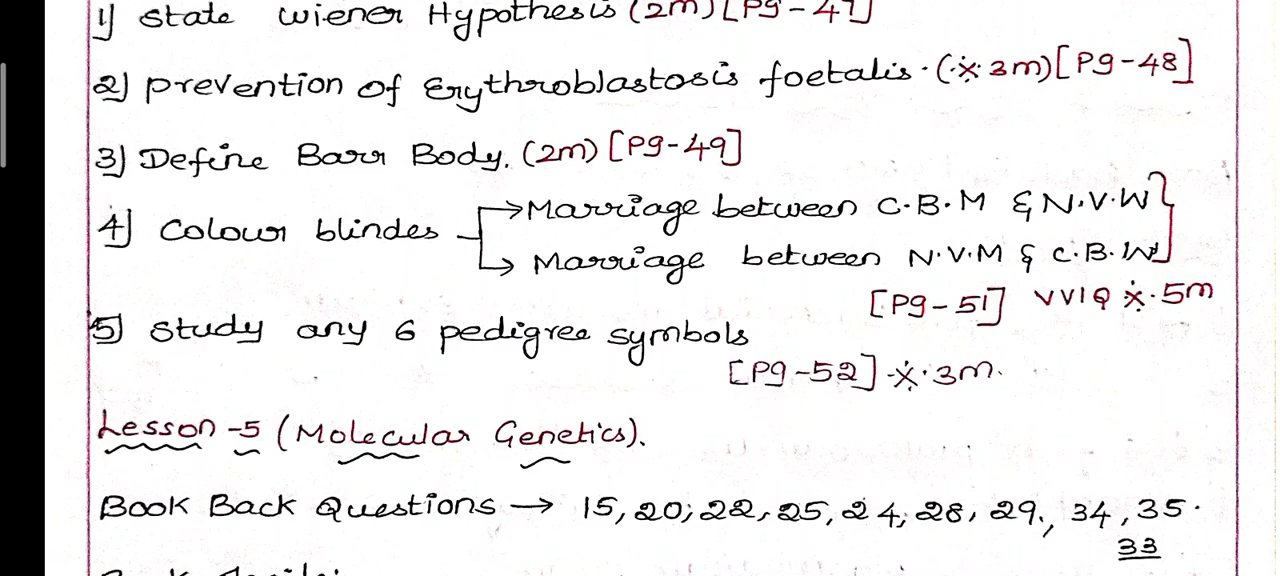 1) State Wiener Hypothesis (2m) [Pg-47]
2) Prevention of Erythroblastosis foetalis. (※ 3m) [Pg-48]
3) Define Barr Body. (2m) [Pg-49]
4) Colour blindes → Marriage between C.B.M & N.V.W
→ Marriage between N.V.M & C.B.W
[Pg-51] VVIQ ※. 5m
5) Study any 6 pedigree symbols
[Pg-52] ※. 3m.
Lesson-5 (Molecular Genetics).
Book Back Questions → 15, 20, 22, 25, 24, 28, 29, 34, 35.
33